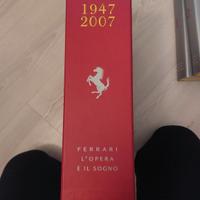 1947
2007
FERRARI
L'OPERA
E IL SOGNO